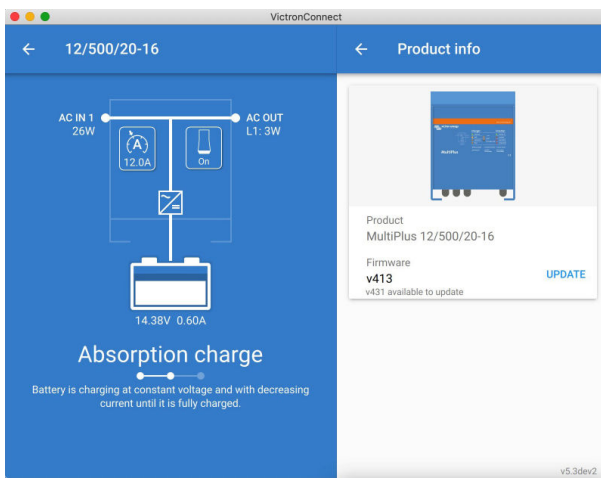 VictronConnect
12/500/20-16
AC IN 1
26W
AC OUT
L1: 3W
A
12.0A
On
14.38V 0.60A
Absorption charge
Battery is charging at constant voltage and with decreasing
current until it is fully charged.
Product info
MultiPlus
Product
MultiPlus 12/500/20-16
Firmware
v413
v431 available to update
UPDATE
v5.3dev2